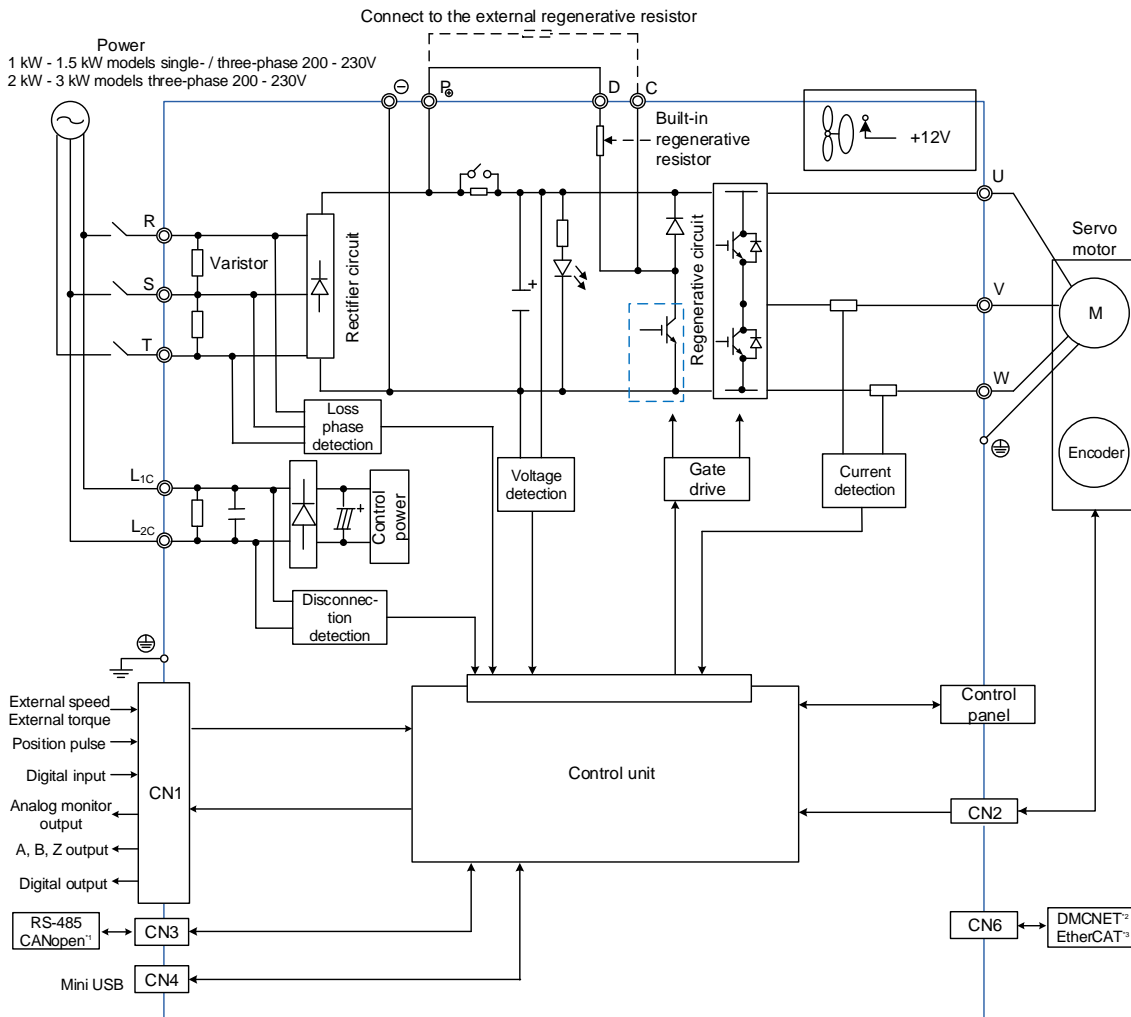 Connect to the external regenerative resistor
Power
1 kW - 1.5 kW models single- / three-phase 200 - 230V
2 kW - 3 kW models three-phase 200 - 230V
⊖
P⊕
D
C
Built-in
regenerative
resistor
+12V
U
R
Varistor
S
T
Rectifier circuit
+
Regenerative circuit
Servo
motor
V
M
W
Loss
phase
detection
Encoder
L1C
L2C
+
Control
power
Voltage
detection
Gate
drive
Current
detection
Disconnec-
tion
detection
External speed
External torque
Position pulse
Digital input
CN1
Analog monitor
output
A, B, Z output
Digital output
Control unit
Control
panel
CN2
RS-485
CANopen*1
CN3
CN6
DMCNET*2
EtherCAT*3
Mini USB
CN4